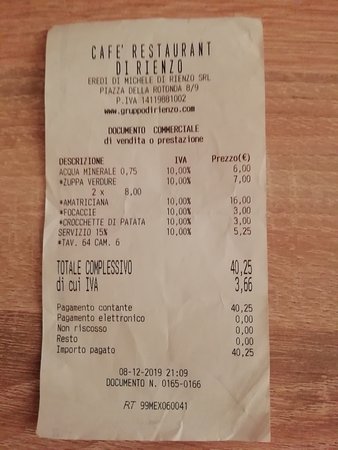 CAFE' RESTAURANT
DI RIENZO
EREDI DI MICHELE DI RIENZO SRL
PIAZZA DELLA ROTONDA 8/9
P.IVA 14119881002
www.gruppodirienzo.com
DOCUMENTO COMMERCIALE
di vendita o prestazione
DESCRIZIONE IVA Prezzo(€)
ACQUA MINERALE 0,75 10,00% 6,00
*ZUPPA VERDURE 10,00% 7,00
2 x 8,00
*AMATRICIANA 10,00% 16,00
*FOCACCIE 10,00% 3,00
*CROCCHETTE DI PATATA 10,00% 3,00
SERVIZIO 15% 10,00% 5,25
*TAV. 64 CAM. 6
TOTALE COMPLESSIVO 40,25
di cui IVA 3,66
Pagamento contante 40,25
Pagamento elettronico 0,00
Non riscosso 0,00
Resto 0,00
Importo pagato 40,25
08-12-2019 21:09
DOCUMENTO N. 0165-0166
RT 99MEX060041